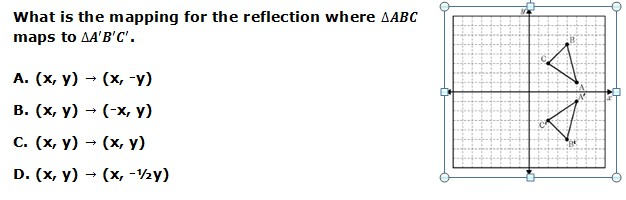 What is the mapping for the reflection where ΔABC
maps to ΔA'B'C'.
A. (x, y) → (x, -y)
B. (x, y) → (-x, y)
C. (x, y) → (x, y)
D. (x, y) → (x, -½y)
y
B
C
A
A'
x
C'
B'